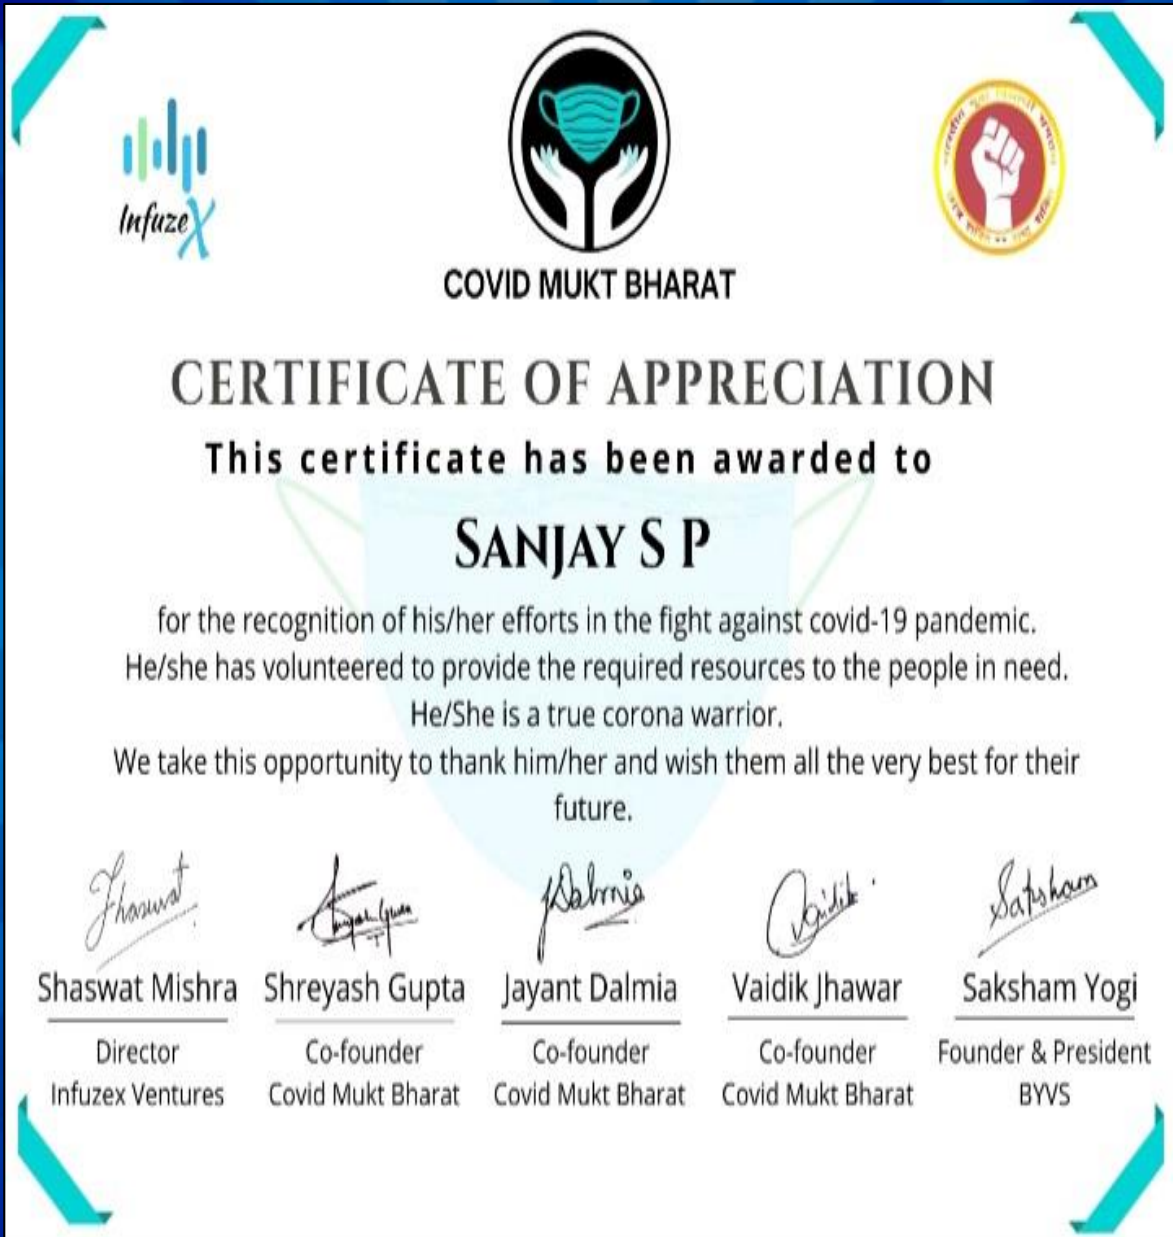 InfuzeX
COVID MUKT BHARAT
CERTIFICATE OF APPRECIATION
This certificate has been awarded to
SANJAY S P
for the recognition of his/her efforts in the fight against covid-19 pandemic.
He/she has volunteered to provide the required resources to the people in need.
He/She is a true corona warrior.
We take this opportunity to thank him/her and wish them all the very best for their
future.
Shaswat Mishra Shreyash Gupta Jayant Dalmia Vaidik Jhawar Saksham Yogi
Director Co-founder Co-founder Co-founder Founder & President
Infuzex Ventures Covid Mukt Bharat Covid Mukt Bharat Covid Mukt Bharat BYVS